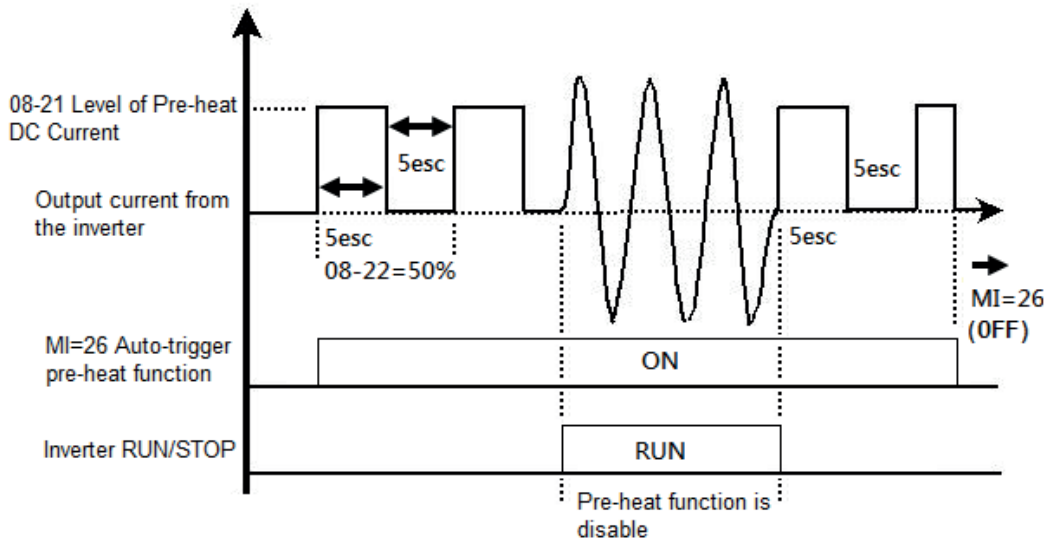 08-21 Level of Pre-heat
DC Current
5esc
5esc
Output current from
the inverter
5esc
5esc
08-22=50%
MI=26
(0FF)
MI=26 Auto-trigger
pre-heat function
ON
Inverter RUN/STOP
RUN
Pre-heat function is
disable